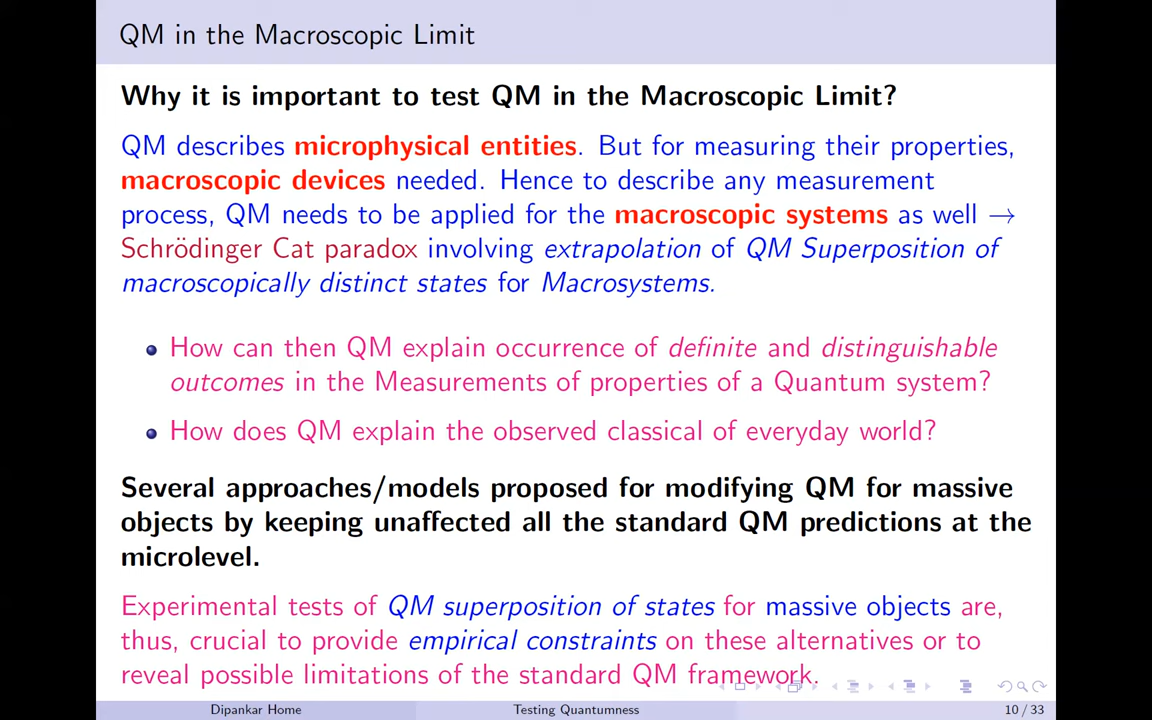 QM in the Macroscopic Limit
Why it is important to test QM in the Macroscopic Limit?
QM describes microphysical entities. But for measuring their properties,
macroscopic devices needed. Hence to describe any measurement
process, QM needs to be applied for the macroscopic systems as well →
Schrödinger Cat paradox involving extrapolation of QM Superposition of
macroscopically distinct states for Macrosystems.
How can then QM explain occurrence of definite and distinguishable
outcomes in the Measurements of properties of a Quantum system?
How does QM explain the observed classical of everyday world?
Several approaches/models proposed for modifying QM for massive
objects by keeping unaffected all the standard QM predictions at the
microlevel.
Experimental tests of QM superposition of states for massive objects are,
thus, crucial to provide empirical constraints on these alternatives or to
reveal possible limitations of the standard QM framework.
Dipankar Home Testing Quantumness 10 / 33